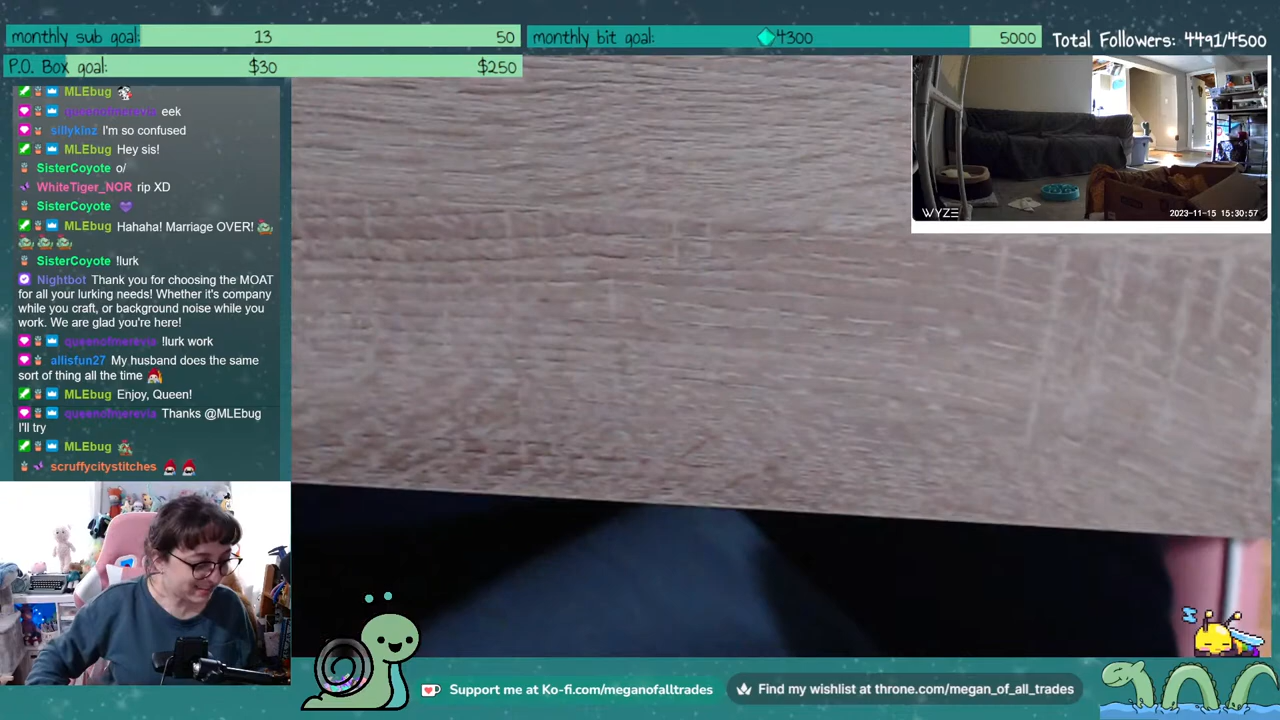 monthly sub goal: 13 50
monthly bit goal: 4300 5000
Total Followers: 4491/4500
P.O. Box goal: $30 $250
MLEbug
queenofmerevia eek
sillykinz I'm so confused
MLEbug Hey sis!
SisterCoyote o/
WhiteTiger_NOR rip XD
SisterCoyote
MLEbug Hahaha! Marriage OVER!
SisterCoyote !lurk
Nightbot Thank you for choosing the MOAT
for all your lurking needs! Whether it's company
while you craft, or background noise while you
work. We are glad you're here!
queenofmerevia !lurk work
allisfun27 My husband does the same
sort of thing all the time
MLEbug Enjoy, Queen!
queenofmerevia Thanks @MLEbug
I'll try
MLEbug
scruffycitystitches
WYZE 2023-11-15 15:30:57
Support me at Ko-fi.com/meganofalltrades
Find my wishlist at throne.com/megan_of_all_trades